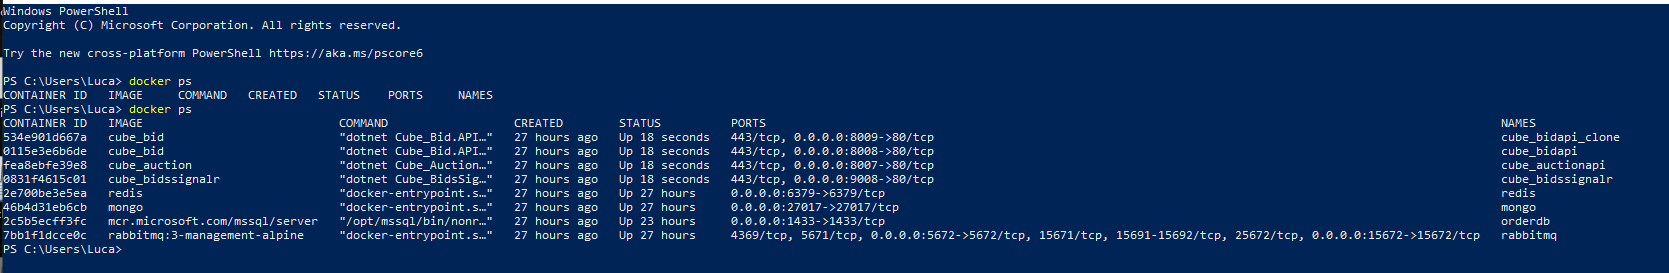 Windows PowerShell
Copyright (C) Microsoft Corporation. All rights reserved.
Try the new cross-platform PowerShell https://aka.ms/pscore6
PS C:\Users\Luca> docker ps
CONTAINER ID   IMAGE     COMMAND   CREATED   STATUS    PORTS     NAMES
PS C:\Users\Luca> docker ps
CONTAINER ID   IMAGE                            COMMAND                  CREATED        STATUS          PORTS                                                                                                         NAMES
534e901d667a   cube_bid                         "dotnet Cube_Bid.API…"   27 hours ago   Up 18 seconds   443/tcp, 0.0.0.0:8009->80/tcp                                                                                 cube_bidapi_clone
0115e3e6b6de   cube_bid                         "dotnet Cube_Bid.API…"   27 hours ago   Up 18 seconds   443/tcp, 0.0.0.0:8008->80/tcp                                                                                 cube_bidapi
fea8ebfe39e8   cube_auction                     "dotnet Cube_Auction…"   27 hours ago   Up 18 seconds   443/tcp, 0.0.0.0:8007->80/tcp                                                                                 cube_auctionapi
0831f4615c01   cube_bidssignalr                 "dotnet Cube_BidsSig…"   27 hours ago   Up 18 seconds   443/tcp, 0.0.0.0:9008->80/tcp                                                                                 cube_bidssignalr
2e700be3e5ea   redis                            "docker-entrypoint.s…"   27 hours ago   Up 27 hours     0.0.0.0:6379->6379/tcp                                                                                        redis
46b4d31eb6cb   mongo                            "docker-entrypoint.s…"   27 hours ago   Up 27 hours     0.0.0.0:27017->27017/tcp                                                                                      mongo
2c5b5ecff3fc   mcr.microsoft.com/mssql/server   "/opt/mssql/bin/nonr…"   27 hours ago   Up 23 hours     0.0.0.0:1433->1433/tcp                                                                                        orderdb
7bb1f1dcce0c   rabbitmq:3-management-alpine     "docker-entrypoint.s…"   27 hours ago   Up 27 hours     4369/tcp, 5671/tcp, 0.0.0.0:5672->5672/tcp, 15671/tcp, 15691-15692/tcp, 25672/tcp, 0.0.0.0:15672->15672/tcp   rabbitmq
PS C:\Users\Luca>